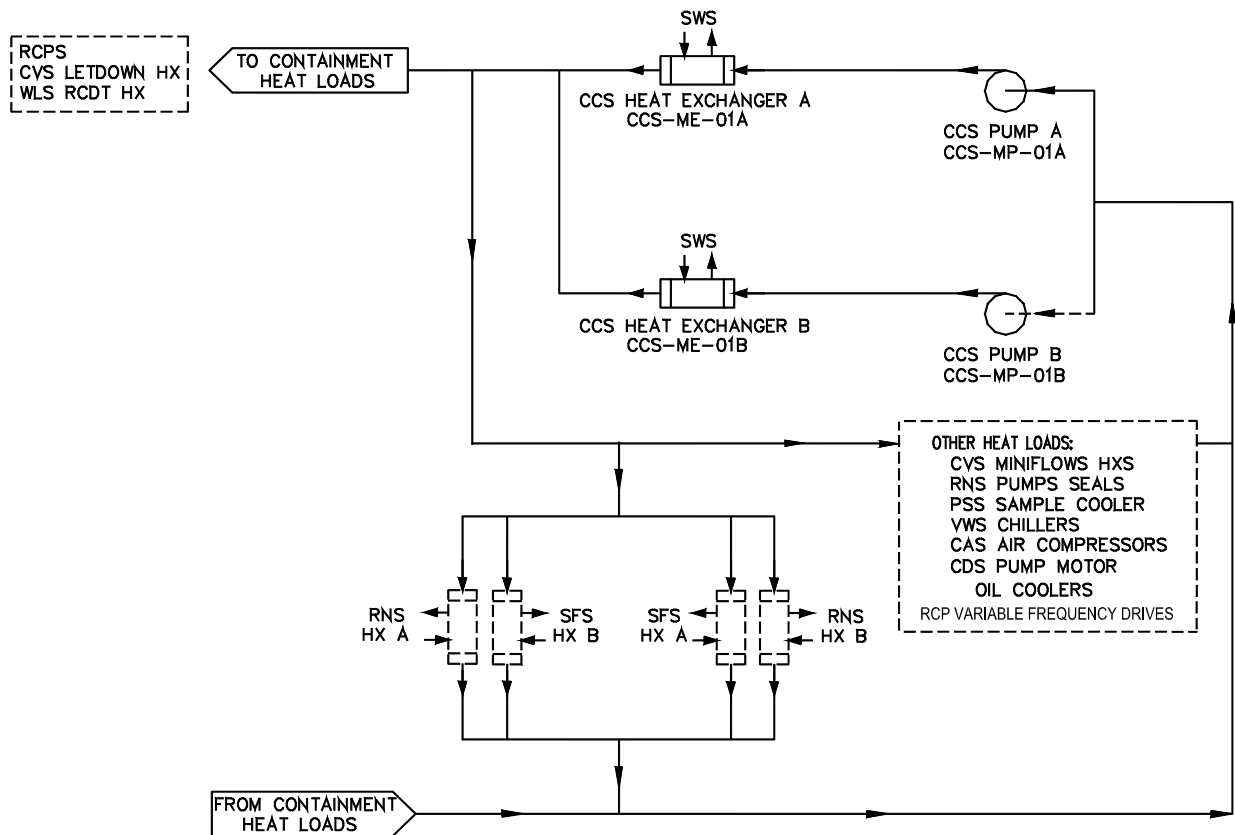 RCPS
CVS LETDOWN HX
WLS RCDT HX
TO CONTAINMENT
HEAT LOADS
SWS
CCS HEAT EXCHANGER A
CCS-ME-01A
CCS PUMP A
CCS-MP-01A
SWS
CCS HEAT EXCHANGER B
CCS-ME-01B
CCS PUMP B
CCS-MP-01B
OTHER HEAT LOADS:
CVS MINIFLOWS HXS
RNS PUMPS SEALS
PSS SAMPLE COOLER
VWS CHILLERS
CAS AIR COMPRESSORS
CDS PUMP MOTOR
OIL COOLERS
RCP VARIABLE FREQUENCY DRIVES
RNS
HX A
SFS
HX B
SFS
HX A
RNS
HX B
FROM CONTAINMENT
HEAT LOADS